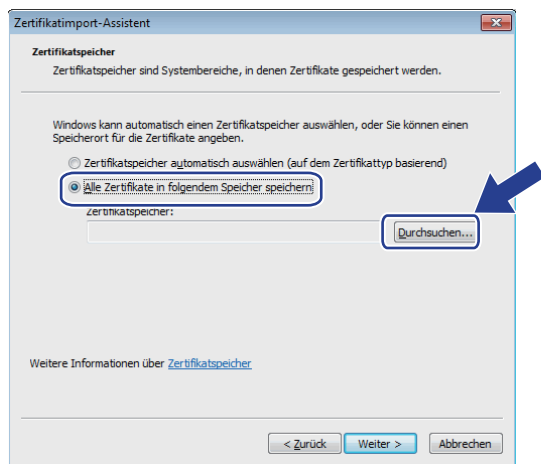 Zertifikatimport-Assistent
Zertifikatspeicher
Zertifikatspeicher sind Systembereiche, in denen Zertifikate gespeichert werden.
Windows kann automatisch einen Zertifikatspeicher auswählen, oder Sie können einen
Speicherort für die Zertifikate angeben.
Zertifikatspeicher automatisch auswählen (auf dem Zertifikattyp basierend)
Alle Zertifikate in folgendem Speicher speichern
Zertifikatspeicher:
Durchsuchen...
Weitere Informationen über Zertifikatspeicher
< Zurück Weiter > Abbrechen